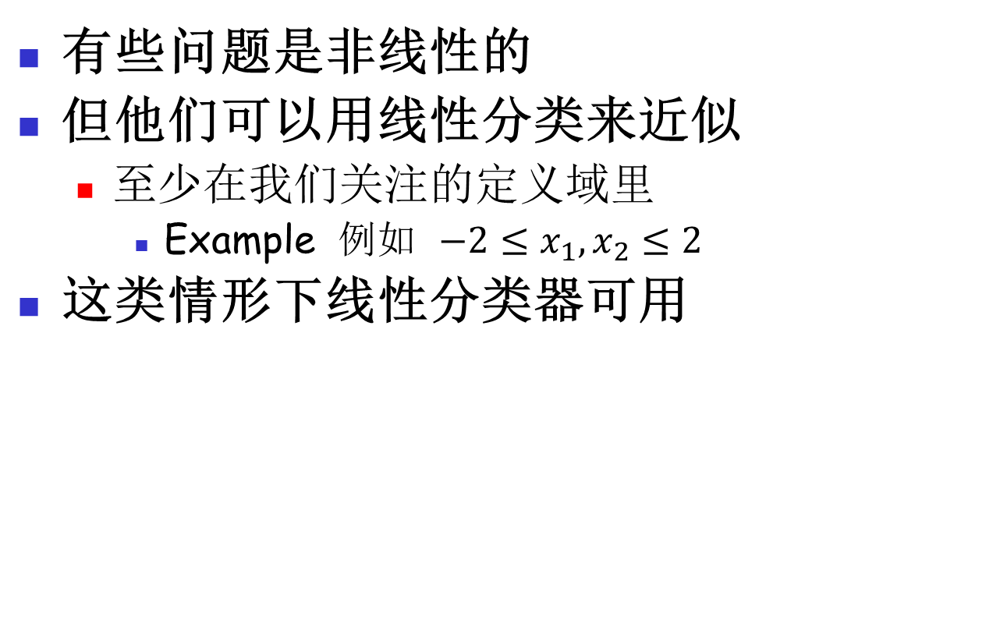 有些问题是非线性的
但他们可以用线性分类来近似
至少在我们关注的定义域里
Example 例如 −2 ≤ x₁, x₂ ≤ 2
这类情形下线性分类器可用